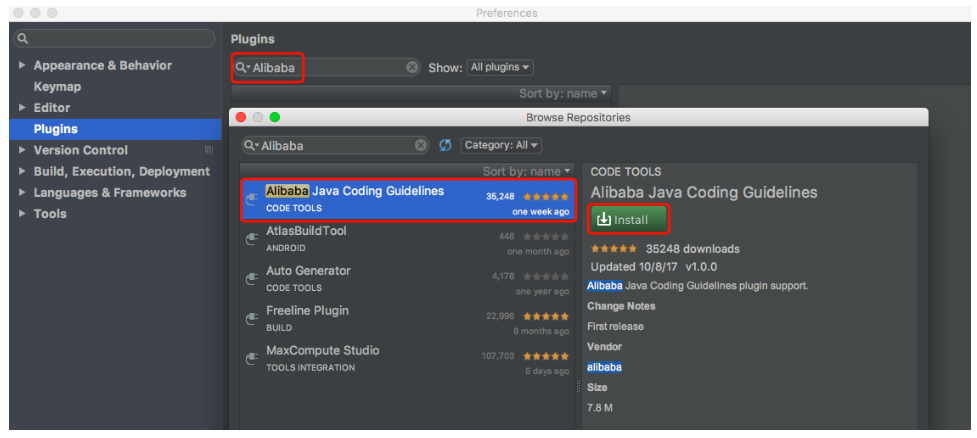 Preferences
Appearance & Behavior
Keymap
Editor
Plugins
Version Control
Build, Execution, Deployment
Languages & Frameworks
Tools
Plugins
Alibaba
Show: All plugins
Sort by: name
Browse Repositories
Alibaba
Category: All
Sort by: name
Alibaba Java Coding Guidelines
35,248
CODE TOOLS
one week ago
AtlasBuildTool
448
ANDROID
one month ago
Auto Generator
4,178
CODE TOOLS
one year ago
Freeline Plugin
22,996
BUILD
8 months ago
MaxCompute Studio
107,703
TOOLS INTEGRATION
5 days ago
CODE TOOLS
Alibaba Java Coding Guidelines
Install
35248 downloads
Updated 10/8/17 v1.0.0
Alibaba Java Coding Guidelines plugin support.
Change Notes
First release
Vendor
alibaba
Size
7.8 M